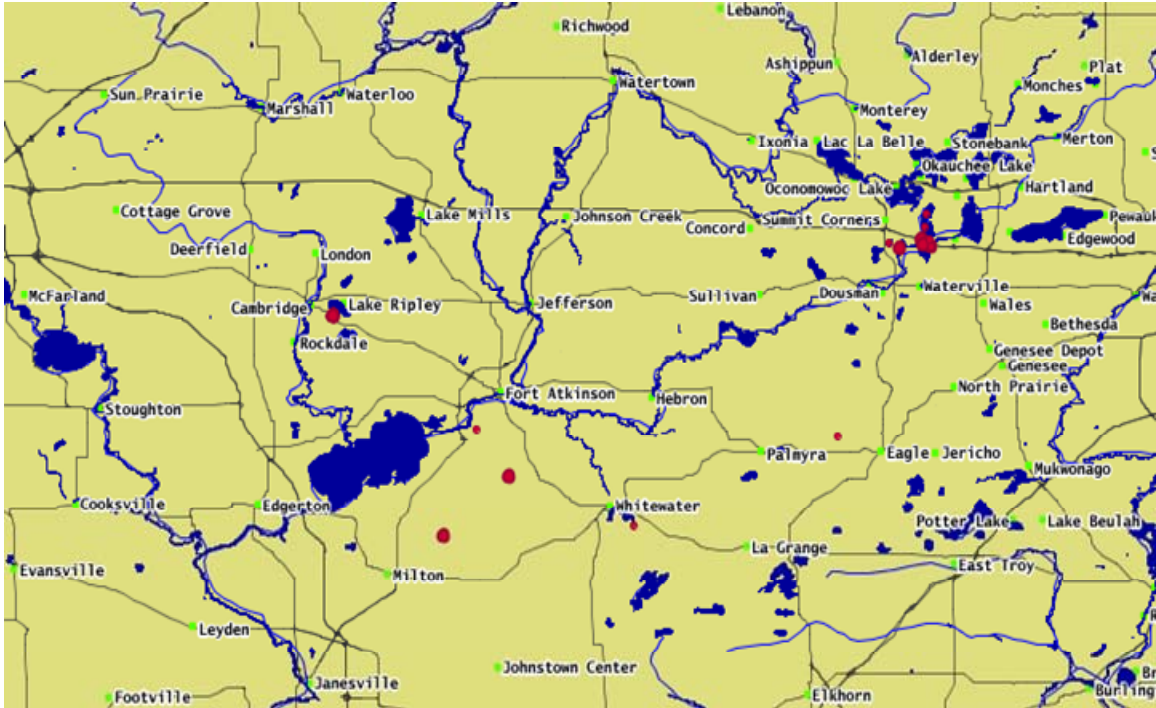 Lebanon
Richwood
Alderley
Ashippun
Plat
Watertown
Monches
Sun Prairie
Waterloo
Marshall
Monterey
Ixonia
Lac La Belle
Stonebank
Merton
Okauchee Lake
Oconomowoc Lake
Hartland
Cottage Grove
Lake Mills
Johnson Creek
Summit Corners
Pewauk
Concord
Edgewood
Deerfield
London
McFarland
Sullivan
Dousman
Waterville
Wa
Cambridge
Lake Ripley
Jefferson
Wales
Bethesda
Rockdale
Genesee Depot
Genesee
North Prairie
Fort Atkinson
Hebron
Stoughton
Palmyra
Eagle
Jericho
Mukwonago
Cooksville
Edgerton
Whitewater
Potter Lake
Lake Beulah
La Grange
East Troy
Evansville
Milton
Leyden
Johnstown Center
Janesville
Footville
Elkhorn
Br
Burling